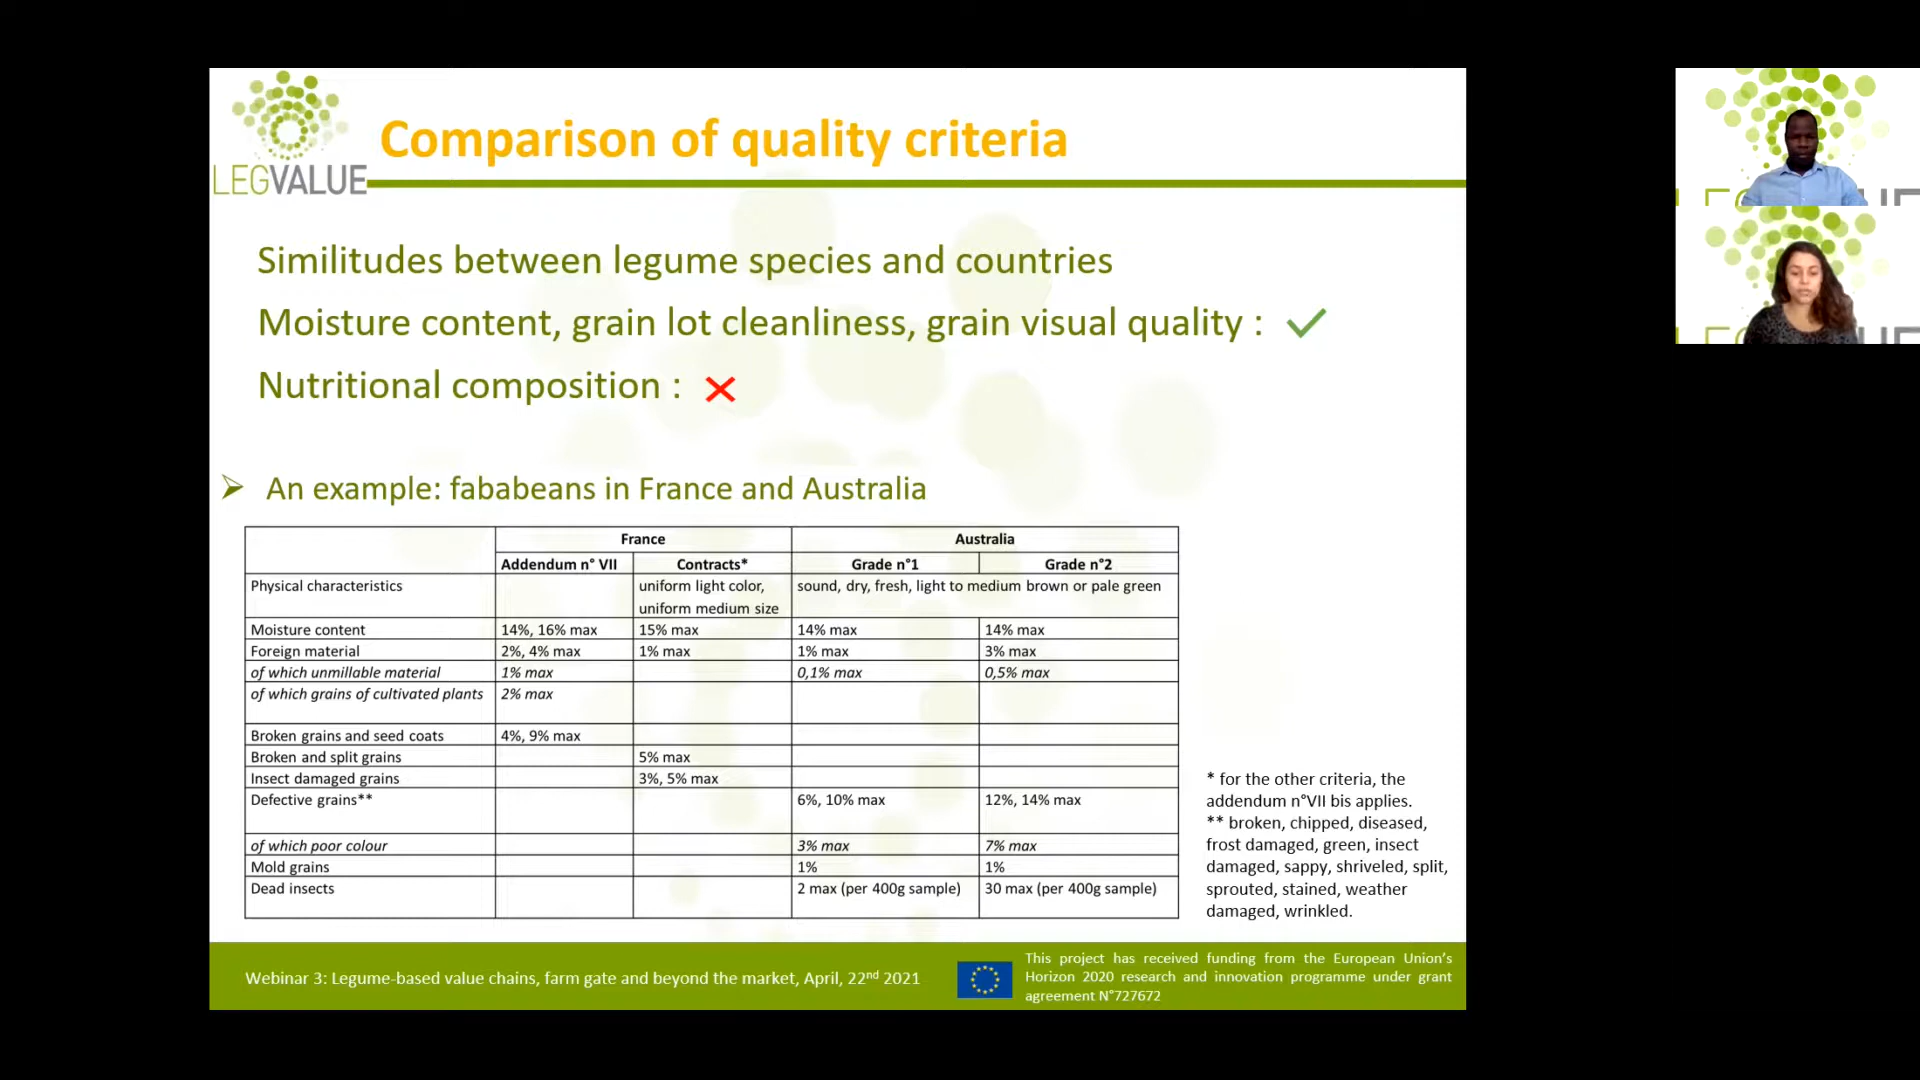 LEGVALUE
Comparison of quality criteria
Similitudes between legume species and countries
Moisture content, grain lot cleanliness, grain visual quality :
Nutritional composition :
An example: fababeans in France and Australia
France Australia
Addendum n° VII Contracts* Grade n°1 Grade n°2
Physical characteristics uniform light color, sound, dry, fresh, light to medium brown or pale green
uniform medium size
Moisture content 14%, 16% max 15% max 14% max 14% max
Foreign material 2%, 4% max 1% max 1% max 3% max
of which unmillable material 1% max 0,1% max 0,5% max
of which grains of cultivated plants 2% max
Broken grains and seed coats 4%, 9% max
Broken and split grains 5% max
Insect damaged grains 3%, 5% max
Defective grains** 6%, 10% max 12%, 14% max
of which poor colour 3% max 7% max
Mold grains 1% 1%
Dead insects 2 max (per 400g sample) 30 max (per 400g sample)
* for the other criteria, the
addendum n°VII bis applies.
** broken, chipped, diseased,
frost damaged, green, insect
damaged, sappy, shriveled, split,
sprouted, stained, weather
damaged, wrinkled.
Webinar 3: Legume-based value chains, farm gate and beyond the market, April, 22nd 2021
This project has received funding from the European Union's
Horizon 2020 research and innovation programme under grant
agreement N°727672